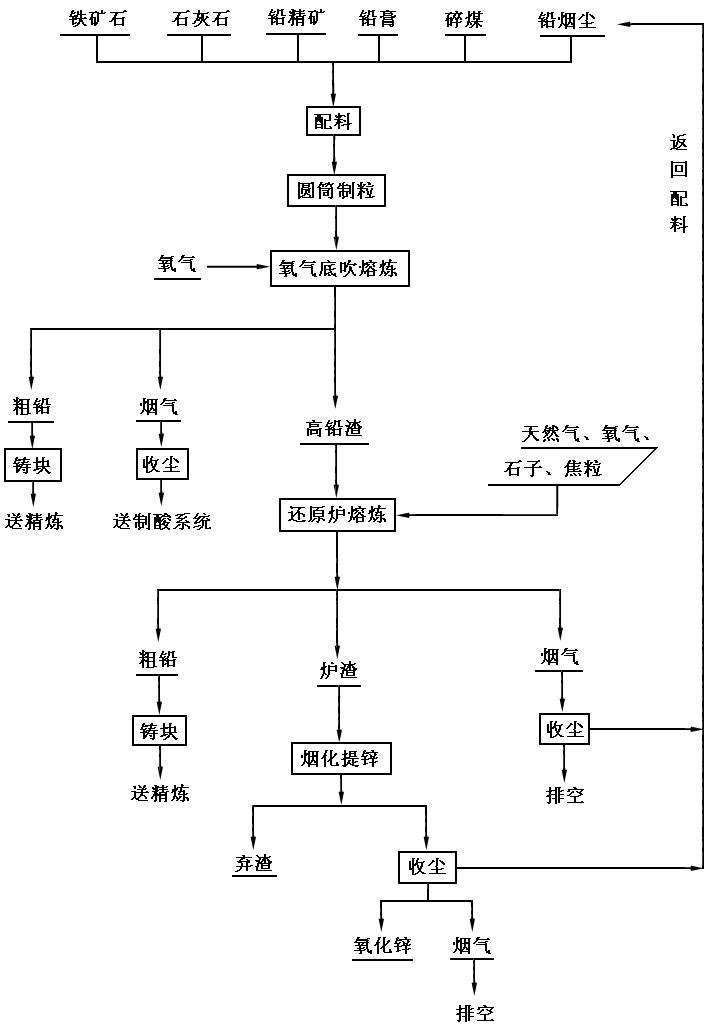 铁矿石 石灰石 铅精矿 铅膏 碎煤 铅烟尘
配料
返回配料
圆筒制粒
氧气 氧气底吹熔炼
粗铅 烟气 高铅渣
天然气、氧气、
石子、焦粒
铸块 收尘
送精炼 送制酸系统 还原炉熔炼
粗铅 炉渣 烟气
铸块 烟化提锌 收尘
送精炼 排空
弃渣 收尘
氧化锌 烟气
排空